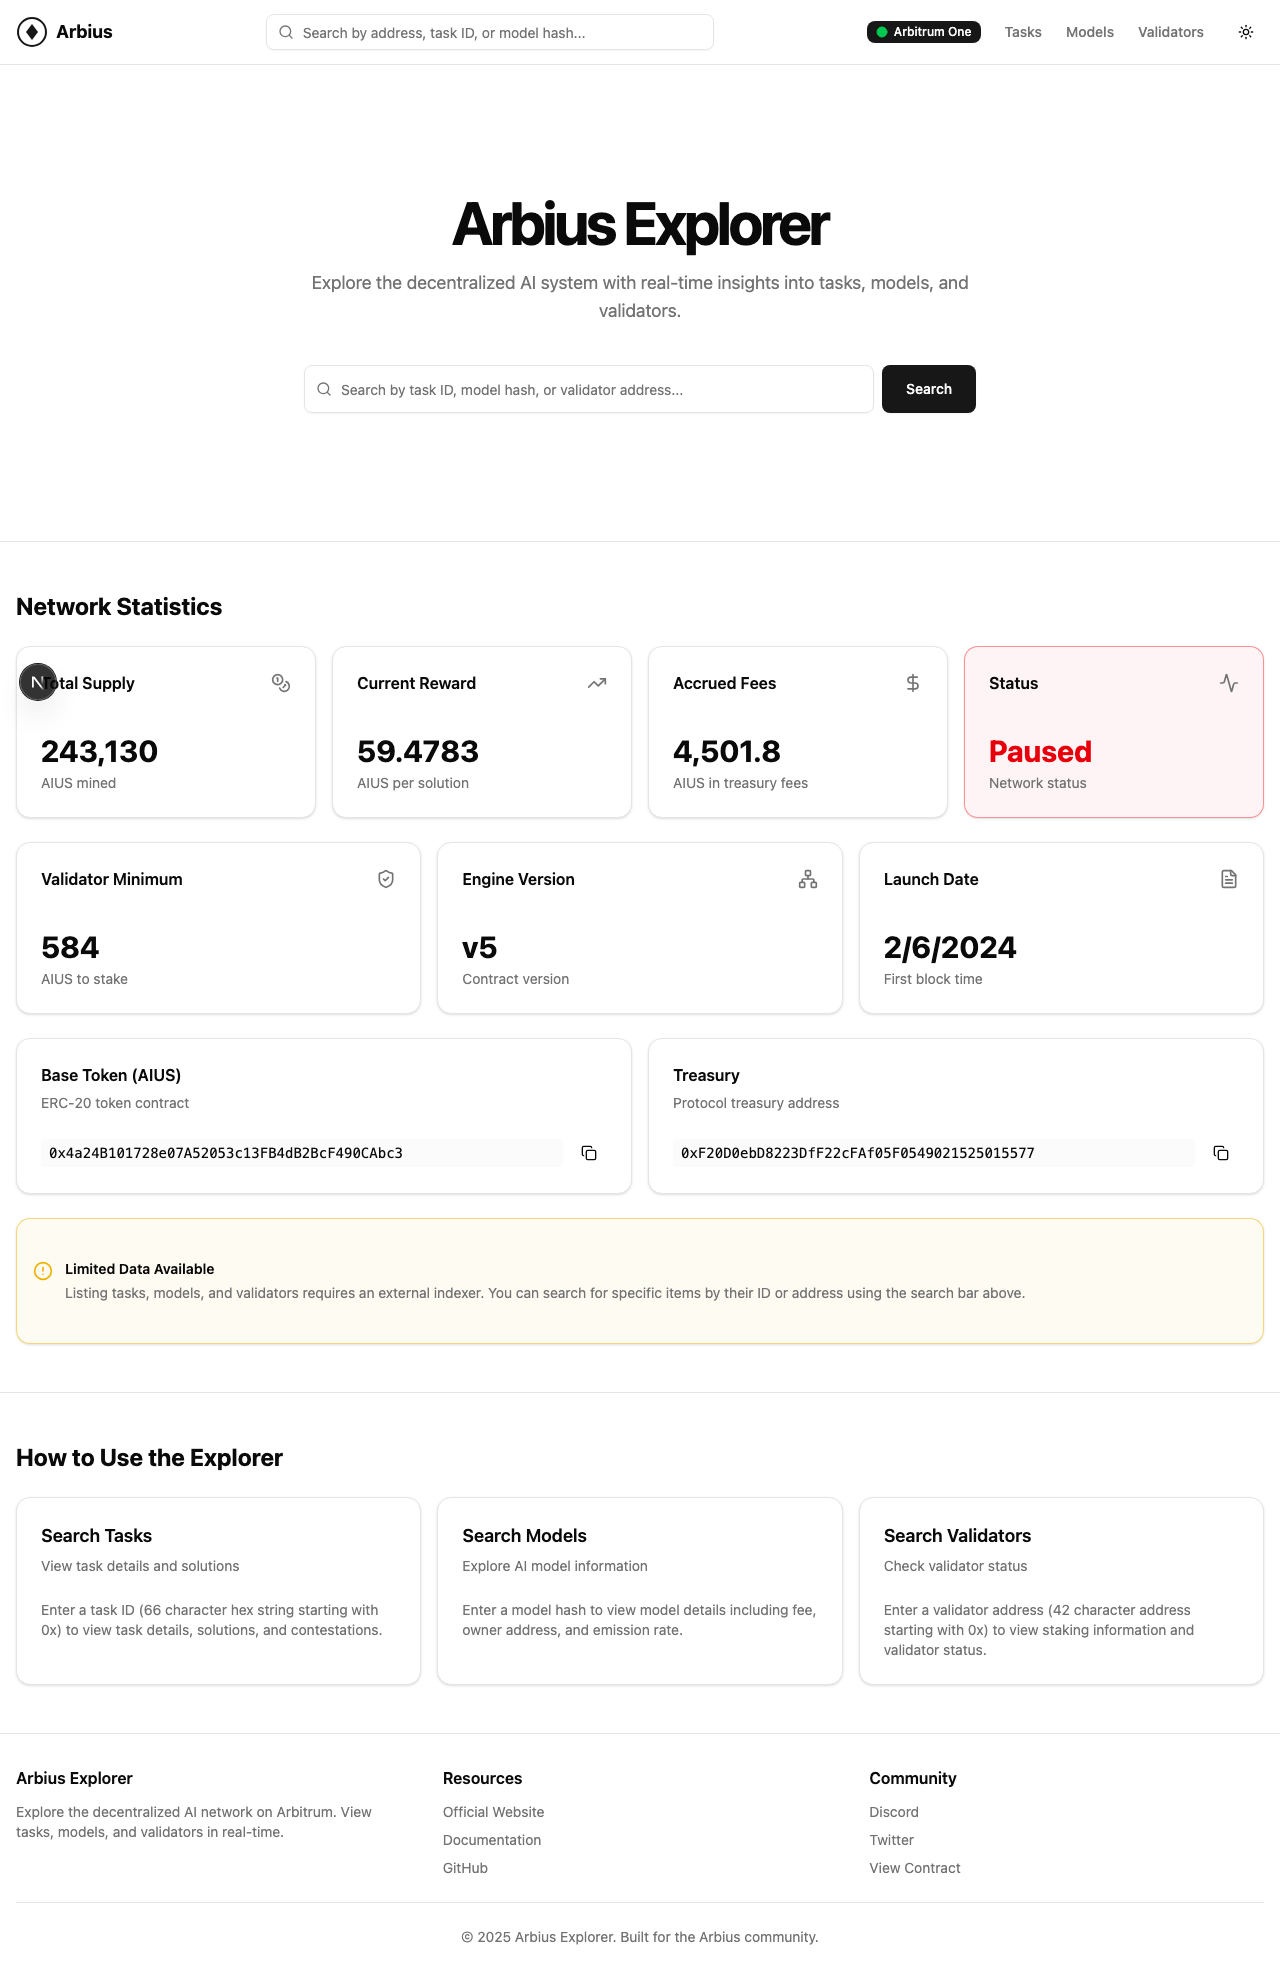 Arbius
Search by address, task ID, or model hash...
Arbitrum One
Tasks
Models
Validators
Arbius Explorer
Explore the decentralized AI system with real-time insights into tasks, models, and
validators.
Search by task ID, model hash, or validator address...
Search
Network Statistics
Total Supply
243,130
AIUS mined
Current Reward
59.4783
AIUS per solution
Accrued Fees
4,501.8
AIUS in treasury fees
Status
Paused
Network status
N
Validator Minimum
584
AIUS to stake
Engine Version
v5
Contract version
Launch Date
2/6/2024
First block time
Base Token (AIUS)
ERC-20 token contract
0x4a24B101728e07A52053c13FB4dB2BcF490CAbc3
Treasury
Protocol treasury address
0xF20D0ebD8223DfF22cFAf05F0549021525015577
Limited Data Available
Listing tasks, models, and validators requires an external indexer. You can search for specific items by their ID or address using the search bar above.
How to Use the Explorer
Search Tasks
View task details and solutions
Enter a task ID (66 character hex string starting with
0x) to view task details, solutions, and contestations.
Search Models
Explore AI model information
Enter a model hash to view model details including fee,
owner address, and emission rate.
Search Validators
Check validator status
Enter a validator address (42 character address
starting with 0x) to view staking information and
validator status.
Arbius Explorer
Explore the decentralized AI network on Arbitrum. View
tasks, models, and validators in real-time.
Resources
Official Website
Documentation
GitHub
Community
Discord
Twitter
View Contract
© 2025 Arbius Explorer. Built for the Arbius community.